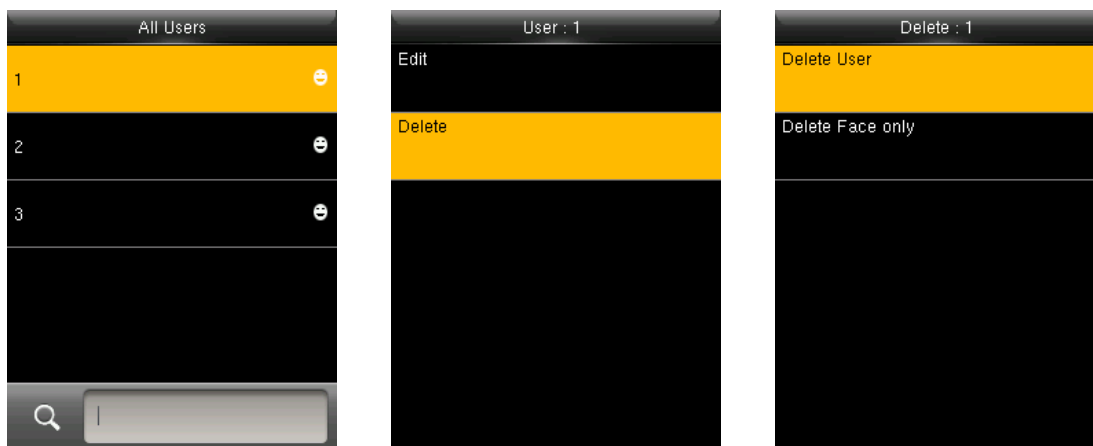 All Users
1
2
3
User : 1
Edit
Delete
Delete : 1
Delete User
Delete Face only